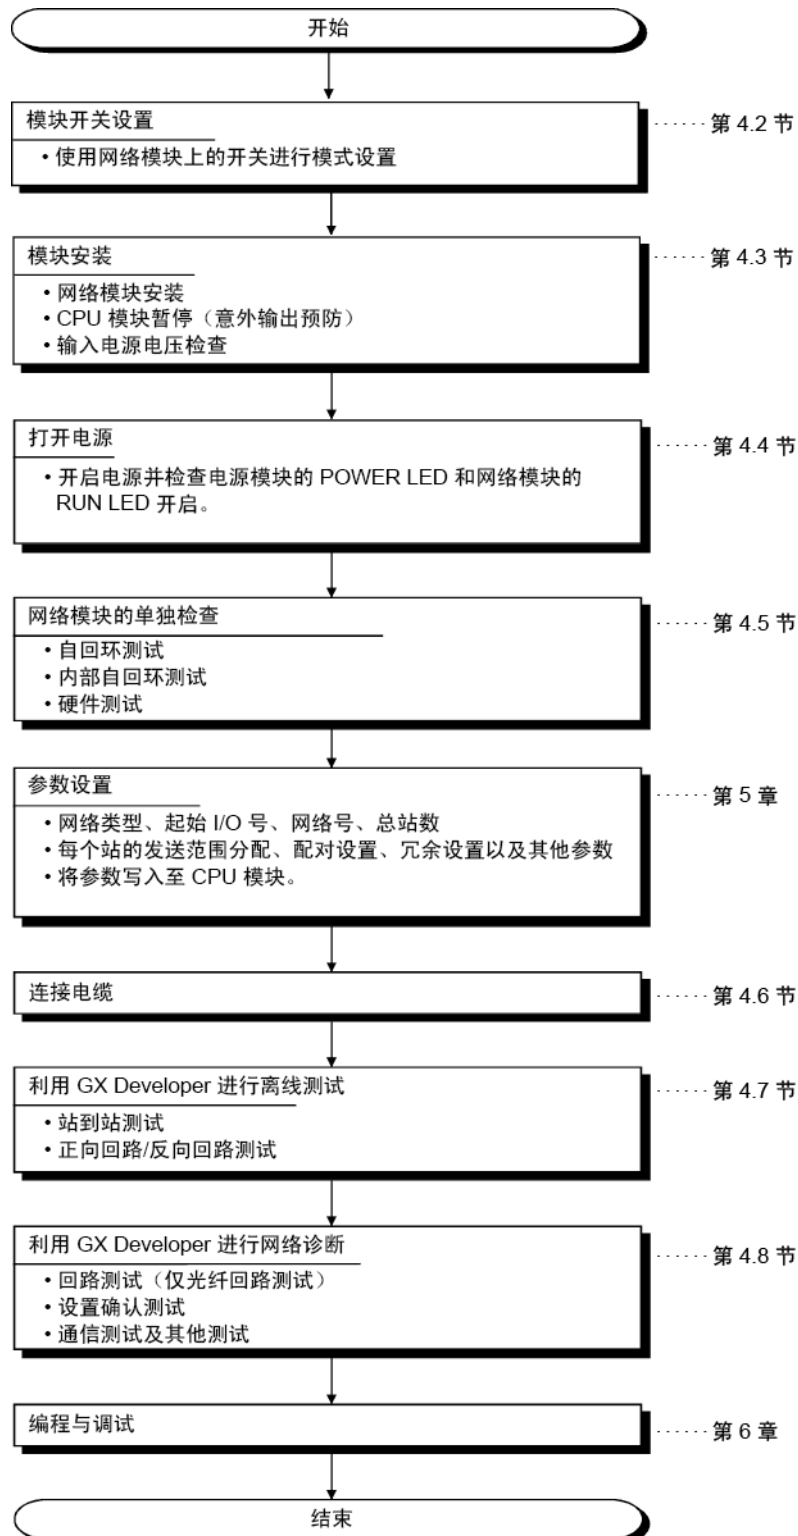 开始
模块开关设置
······第 4.2 节
• 使用网络模块上的开关进行模式设置
模块安装
······第 4.3 节
• 网络模块安装
• CPU 模块暂停（意外输出预防）
• 输入电源电压检查
打开电源
······第 4.4 节
• 开启电源并检查电源模块的 POWER LED 和网络模块的
RUN LED 开启。
网络模块的单独检查
······第 4.5 节
• 自回环测试
• 内部自回环测试
• 硬件测试
参数设置
······第 5 章
• 网络类型、起始 I/O 号、网络号、总站数
• 每个站的发送范围分配、配对设置、冗余设置以及其他参数
• 将参数写入至 CPU 模块。
连接电缆
······第 4.6 节
利用 GX Developer 进行离线测试
······第 4.7 节
• 站到站测试
• 正向回路/反向回路测试
利用 GX Developer 进行网络诊断
······第 4.8 节
• 回路测试（仅光纤回路测试）
• 设置确认测试
• 通信测试及其他测试
编程与调试
······第 6 章
结束